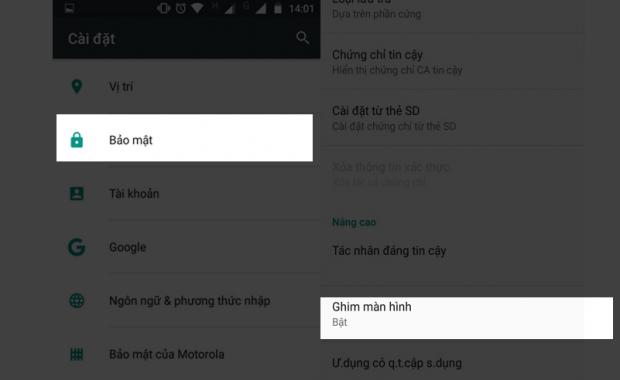 H G 14:01
Cài đặt
Vị trí
Bảo mật
Tài khoản
Google
Ngôn ngữ & phương thức nhập
Bảo mật của Motorola
Loại lưu trữ
Dựa trên phần cứng
Chứng chỉ tin cậy
Hiển thị chứng chỉ CA tin cậy
Cài đặt từ thẻ SD
Cài đặt chứng chỉ từ thẻ SD
Xóa thông tin xác thực
Xóa tất cả chứng chỉ
Nâng cao
Tác nhân đáng tin cậy
Ghim màn hình
Bật
Ư.dụng có q.t.cập s.dụng